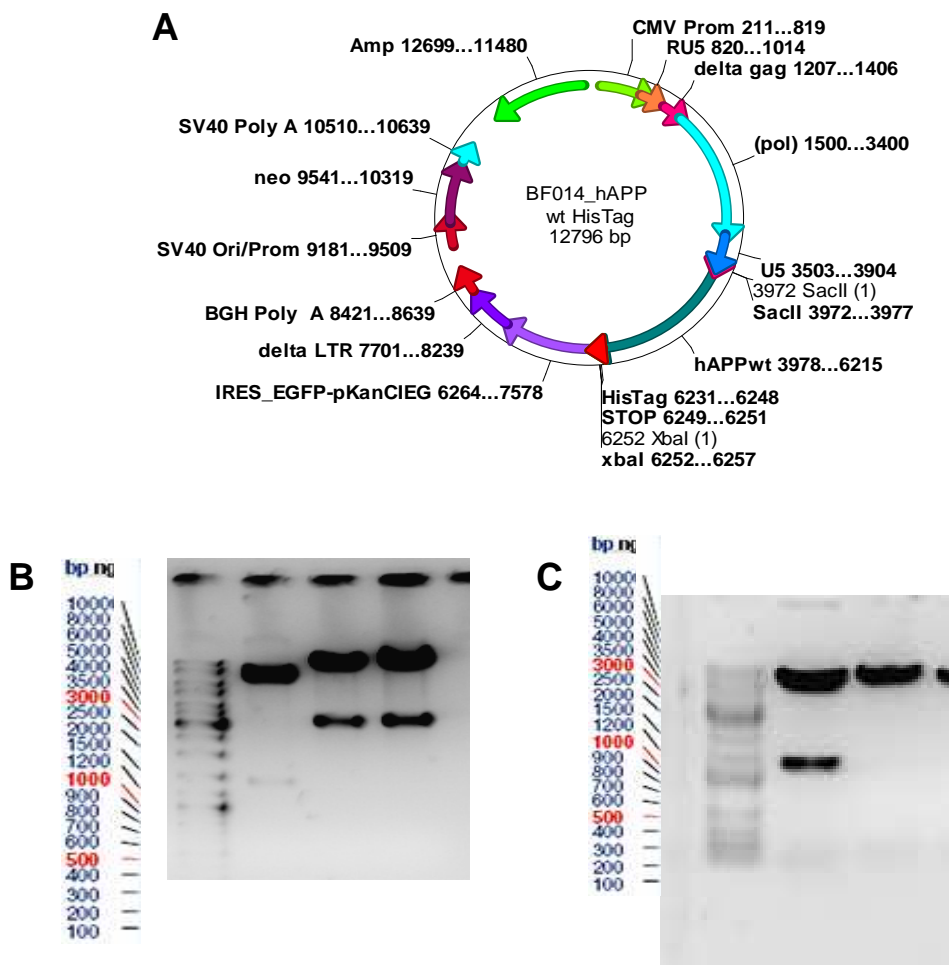 A
CMV Prom 211...819
RU5 820...1014
delta gag 1207...1406
(pol) 1500...3400
U5 3503...3904
3972 SacII (1)
SacII 3972...3977
hAPPwt 3978...6215
HisTag 6231...6248
STOP 6249...6251
6252 XbaI (1)
xbaI 6252...6257
IRES_EGFP-pKanCIEG 6264...7578
delta LTR 7701...8239
BGH Poly A 8421...8639
SV40 Ori/Prom 9181...9509
neo 9541...10319
SV40 Poly A 10510...10639
Amp 12699...11480
BF014_hAPP
wt HisTag
12796 bp
B
bp ng
10000
8000
6000
5000
4000
3500
3000
2500
2000
1500
1200
1000
900
800
700
600
500
400
300
200
100
C
bp ng
10000
8000
6000
5000
4000
3500
3000
2500
2000
1500
1200
1000
900
800
700
600
500
400
300
200
100